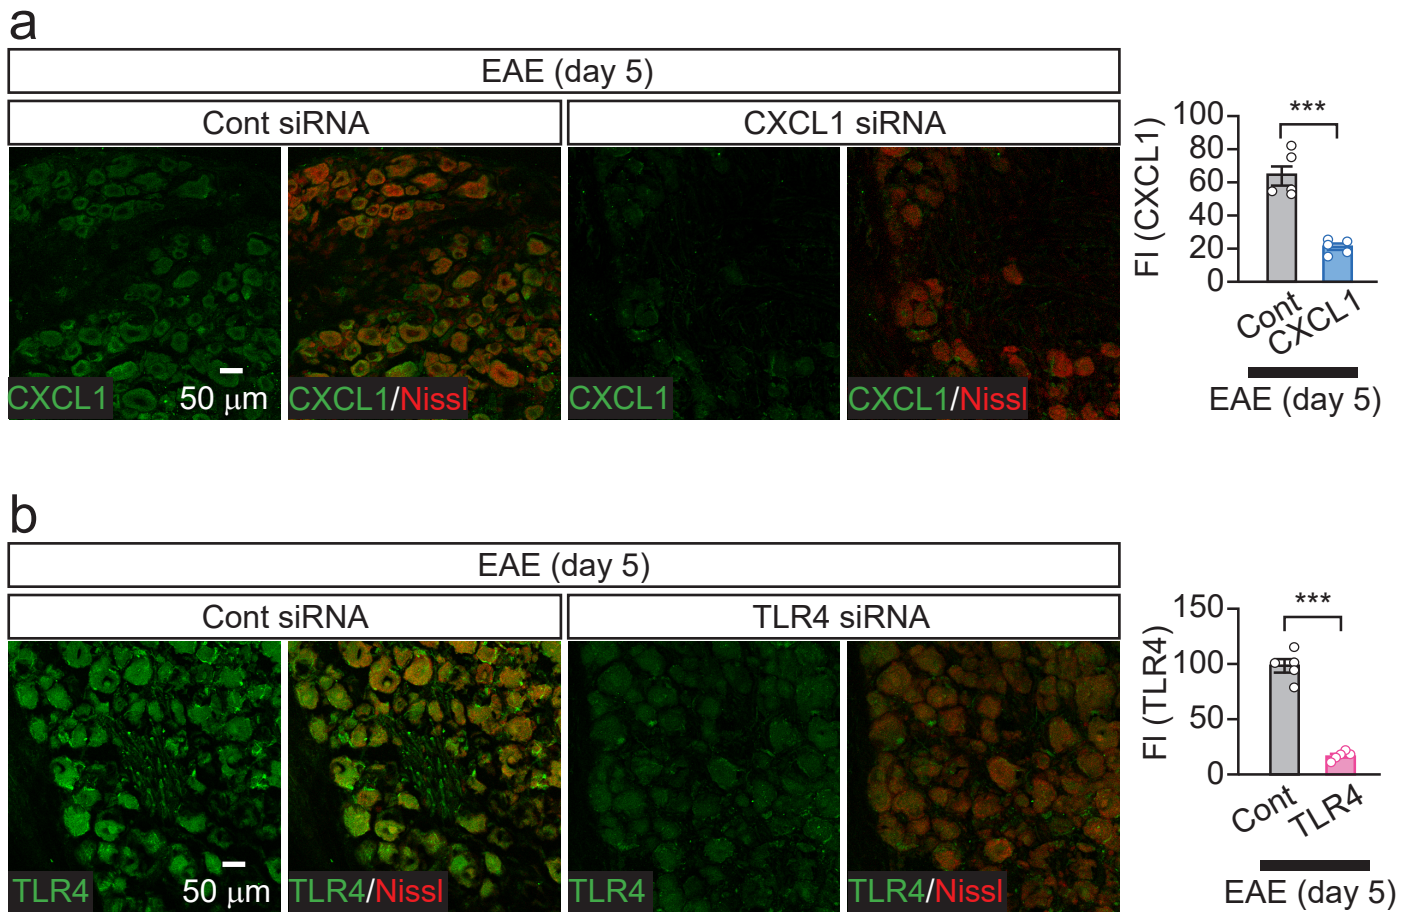 a
EAE (day 5)
Cont siRNA
CXCL1 siRNA
CXCL1
50 μm
CXCL1/Nissl
CXCL1
CXCL1/Nissl
FI (CXCL1)
100
80
60
40
20
0
***
Cont
CXCL1
EAE (day 5)
b
EAE (day 5)
Cont siRNA
TLR4 siRNA
TLR4
50 μm
TLR4/Nissl
TLR4
TLR4/Nissl
FI (TLR4)
150
100
50
0
***
Cont
TLR4
EAE (day 5)